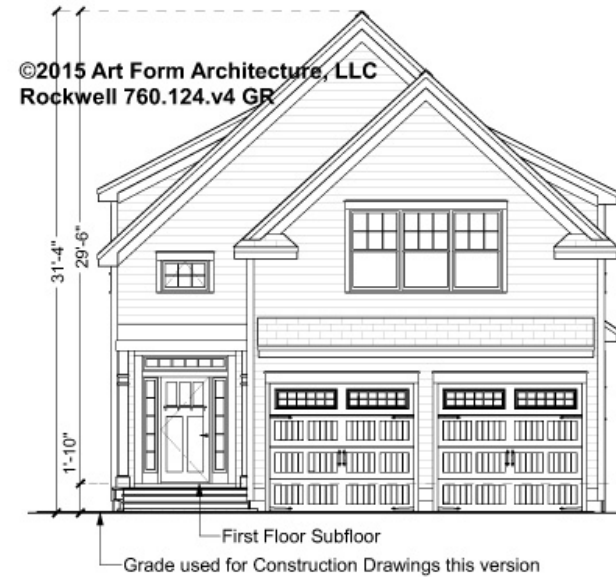 ©2015 Art Form Architecture, LLC
Rockwell 760.124.v4 GR
31'-4"
29'-6"
1'-10"
First Floor Subfloor
Grade used for Construction Drawings this version